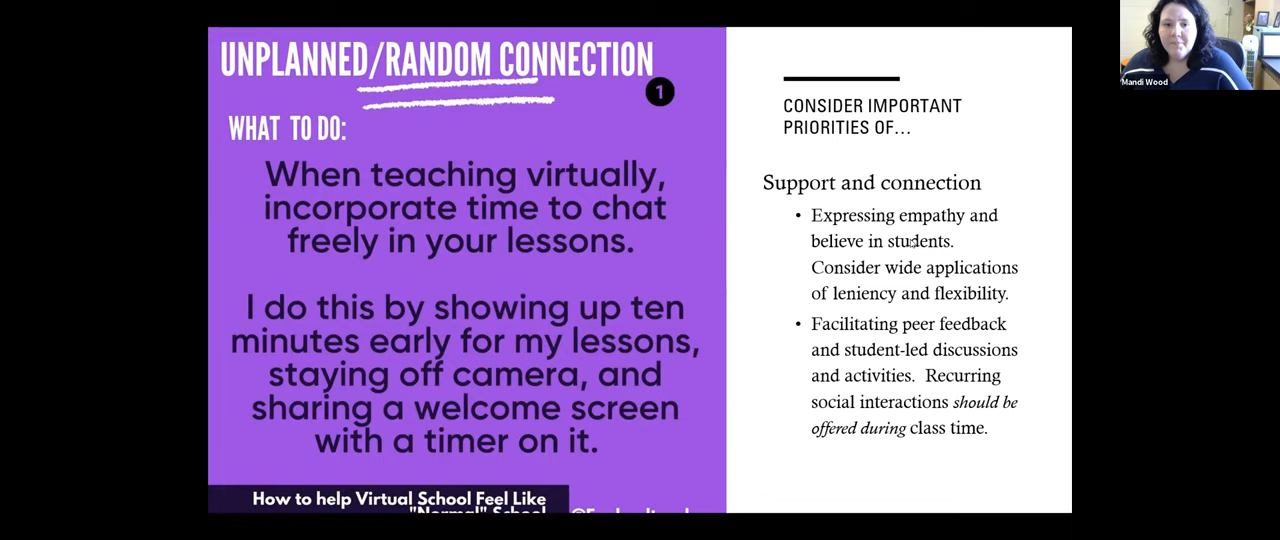 UNPLANNED/RANDOM CONNECTION
1
WHAT TO DO:
When teaching virtually,
incorporate time to chat
freely in your lessons.
I do this by showing up ten
minutes early for my lessons,
staying off camera, and
sharing a welcome screen
with a timer on it.
How to help Virtual School Feel Like
"Normal" School
CONSIDER IMPORTANT
PRIORITIES OF...
Support and connection
• Expressing empathy and
believe in students.
Consider wide applications
of leniency and flexibility.
• Facilitating peer feedback
and student-led discussions
and activities. Recurring
social interactions should be
offered during class time.
Mandi Wood